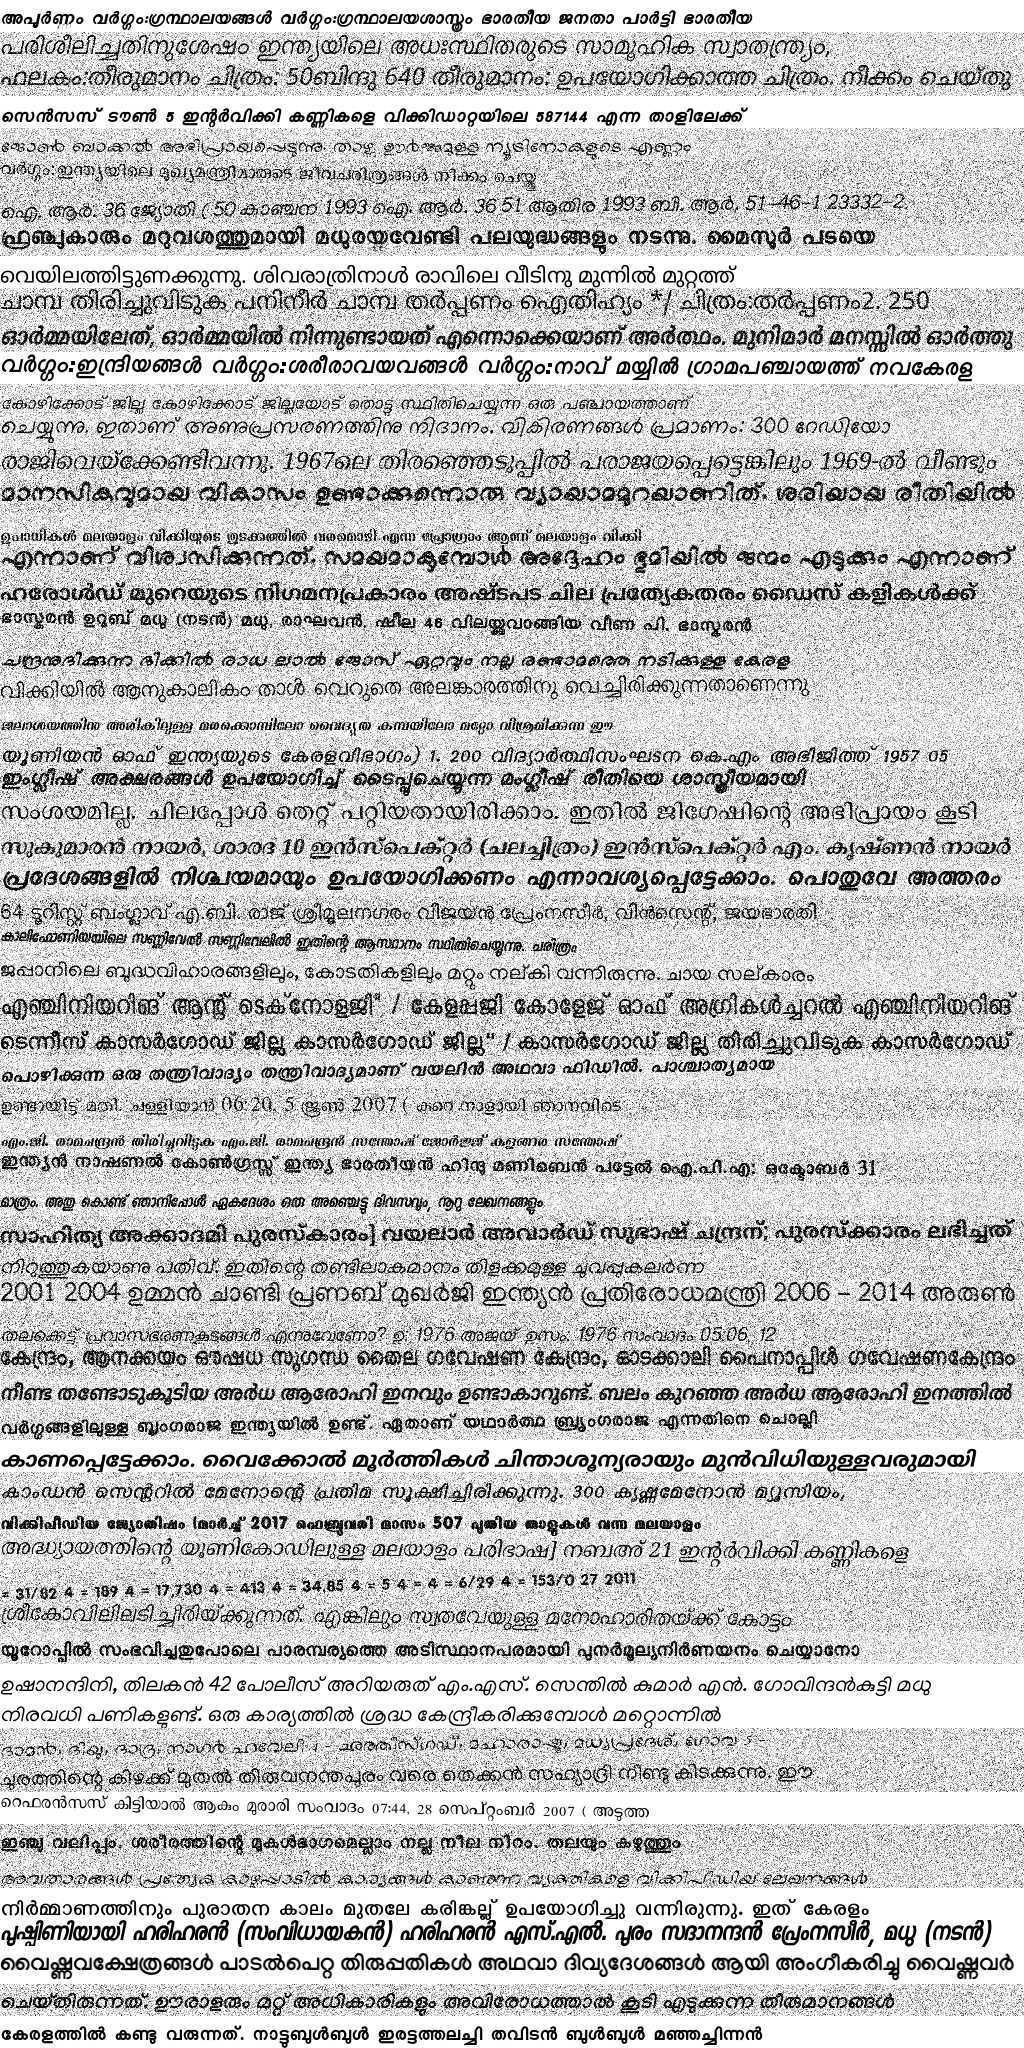 അപൂർണം വർഗ്ഗം:ഗ്രന്ഥാലയങ്ങൾ വർഗ്ഗം:ഗ്രന്ഥാലയശാസ്ത്രം ഭാരതീയ ജനതാ പാർട്ടി ഭാരതീയ
പരിശീലിച്ചതിനുശേഷം ഇന്ത്യയിലെ അധഃസ്ഥിതരുടെ സാമൂഹിക സ്വാതന്ത്ര്യം,
ഫലകം:തീരുമാനം ചിത്രം: 50ബിന്ദു 640 തീരുമാനം: ഉപയോഗിക്കാത്ത ചിത്രം. നീക്കം ചെയ്തു
സെൻസസ് ടൗൺ 5 ഇന്റർവിക്കി കണ്ണികളെ വിക്കിഡാറ്റയിലെ 587144 എന്ന താളിലേക്ക്
ജോൺ ബാക്കൽ അഭിപ്രായപ്പെടുന്നു. താഴ്ന്ന ഊർജ്ജമുള്ള ന്യൂട്രിനോകളുടെ എണ്ണം
വർഗ്ഗം:ഇന്ത്യയിലെ മുഖ്യമന്ത്രിമാരുടെ ജീവചരിത്രങ്ങൾ നീക്കം ചെയ്തു
ഐ. ആർ. 36 ജ്യോതി ( 50 കാഞ്ചന 1993 ഐ. ആർ. 36 51 ആതിര 1993 ബി. ആർ. 51-46-1 23332-2.
ഫ്രഞ്ചുകാരും മറുവശത്തുമായി മധുരയ്ക്കുവേണ്ടി പലയുദ്ധങ്ങളും നടന്നു. മൈസൂർ പടയെ
വെയിലത്തിട്ടുണക്കുന്നു. ശിവരാത്രിനാൾ രാവിലെ വീടിനു മുന്നിൽ മുറ്റത്ത്
ചാമ്പ തിരിച്ചുവിടുക പനിനീർ ചാമ്പ തർപ്പണം ഐതിഹ്യം *| ചിത്രം:തർപ്പണം2. 250
ഓർമ്മയിലേത്, ഓർമ്മയിൽ നിന്നുണ്ടായത് എന്നൊക്കെയാണ് അർത്ഥം. മുനിമാർ മനസ്സിൽ ഓർത്തു
വർഗ്ഗം:ഇന്ദ്രിയങ്ങൾ വർഗ്ഗം:ശരീരാവയവങ്ങൾ വർഗ്ഗം:നാവ് മയ്യിൽ ഗ്രാമപഞ്ചായത്ത് നവകേരള
കോഴിക്കോട് ജില്ല കോഴിക്കോട് ജില്ലയോട് തൊട്ടു സ്ഥിതിചെയ്യുന്ന ഒരു പഞ്ചായത്താണ്
ചെയ്യുന്നു. ഇതാണ് അണുപ്രസരണത്തിനു നിദാനം. വികിരണങ്ങൾ പ്രമാണം: 300 റേഡിയോ
രാജിവെയ്ക്കേണ്ടിവന്നു. 1967ലെ തിരഞ്ഞെടുപ്പിൽ പരാജയപ്പെട്ടെങ്കിലും 1969-ൽ വീണ്ടും
മാനസികവുമായ വികാസം ഉണ്ടാക്കുന്നൊരു വ്യായാമമുറയാണിത്. ശരിയായ രീതിയിൽ
ഉപാധികൾ മലയാളം വിക്കിയുടെ തുടക്കത്തിൽ വരമൊഴി എന്ന പ്രോഗ്രാം ആണ് മലയാളം വിക്കി
എന്നാണ് വിശ്വസിക്കുന്നത്. സമയമാകുമ്പോൾ അദ്ദേഹം ഭൂമിയിൽ ജന്മം എടുക്കും എന്നാണ്
ഹരോൾഡ് മുറെയുടെ നിഗമനപ്രകാരം അഷ്ടപട ചില പ്രത്യേകതരം ഡൈസ് കളികൾക്ക്
ഭാസ്കരൻ ഉറൂബ് മധു (നടൻ) മധു, രാഘവൻ, ഷീല 46 വിലയ്ക്കുവാങ്ങിയ വീണ പി. ഭാസ്കരൻ
ചന്ദ്രനുദിക്കുന്ന ദിക്കിൽ രാധ ലാൽ ജോസ് ഏറ്റവും നല്ല രണ്ടാമത്തെ നടിക്കുള്ള കേരള
വിക്കിയിൽ ആനുകാലികം താൾ വെറുതെ അലങ്കാരത്തിനു വെച്ചിരിക്കുന്നതാണെന്നു
ജലാശയത്തിനു അരികിലുള്ള മരക്കൊമ്പിലോ വൈദ്യുത കമ്പയിലോ മറ്റോ വിശ്രമിക്കുന്ന ഈ
യൂണിയൻ ഓഫ് ഇന്ത്യയുടെ കേരളവിഭാഗം) 1. 200 വിദ്യാർത്ഥിസംഘടന കെ.എം അഭിജിത്ത് 1957 05
ഇംഗ്ലീഷ് അക്ഷരങ്ങൾ ഉപയോഗിച്ച് ടൈപ്പുചെയ്യുന്ന മംഗ്ലീഷ് രീതിയെ ശാസ്ത്രീയമായി
സംശയമില്ല. ചിലപ്പോൾ തെറ്റ് പറ്റിയതായിരിക്കാം. ഇതിൽ ജിഗേഷിന്റെ അഭിപ്രായം കൂടി
സുകുമാരൻ നായർ, ശാരദ 10 ഇൻസ്പെക്റ്റർ (ചലച്ചിത്രം) ഇൻസ്പെക്റ്റർ എം. കൃഷ്ണൻ നായർ
പ്രദേശങ്ങളിൽ നിശ്ചയമായും ഉപയോഗിക്കണം എന്നാവശ്യപ്പെട്ടേക്കാം. പൊതുവേ അത്തരം
64 ടൂറിസ്റ്റ് ബംഗ്ലാവ് എ.ബി. രാജ് ശ്രീമൂലനഗരം വിജയൻ പ്രേംനസീർ, വിൻസെന്റ്, ജയഭാരതി
കാലിഫോണിയയിലെ സണ്ണിവേൽ സണ്ണിവേലിൽ ഇതിന്റെ ആസ്ഥാനം സ്ഥിതിചെയ്യുന്നു. ചരിത്രം
ജപ്പാനിലെ ബുദ്ധവിഹാരങ്ങളിലും, കോടതികളിലും മറ്റും നല്കി വന്നിരുന്നു. ചായ സല്കാരം
എഞ്ചിനിയറിങ് ആന്റ് ടെക്നോളജി" / കേളപ്പജി കോളേജ് ഓഫ് അഗ്രികൾച്ചറൽ എഞ്ചിനീയറിങ്
ടെന്നീസ് കാസർഗോഡ് ജില്ല കാസർഗോഡ് ജില്ല" / കാസർഗോഡ് ജില്ല തിരിച്ചുവിടുക കാസർഗോഡ്
പൊഴിക്കുന്ന ഒരു തന്ത്രിവാദ്യം തന്ത്രിവാദ്യമാണ് വയലിൻ അഥവാ ഫിഡിൽ. പാശ്ചാത്യമായ
ഉണ്ടായിട്ട് മതി. ചള്ളിയാൻ 06:20, 5 ജൂൺ 2007 ( കുറെ നാളായി ഞാനവിടെ
എം.ജി. രാമചന്ദ്രൻ തിരിച്ചുവിടുക എം.ജി. രാമചന്ദ്രൻ സന്തോഷ് ജോർജ്ജ് കുളങ്ങര സന്തോഷ്
ഇന്ത്യൻ നാഷണൽ കോൺഗ്രസ്സ് ഇന്ത്യ ഭാരതീയൻ ഹിന്ദു മണിബെൻ പട്ടേൽ ഐ.പി.എ: ഒക്ടോബർ 31
മാത്രം. അതു കൊണ്ട് ഞാനിപ്പോൾ ഏകദേശം ഒരു അഞ്ചെട്ടു ദിവസവും, നൂറു ലേഖനങ്ങളും
സാഹിത്യ അക്കാദമി പുരസ്കാരം] വയലാർ അവാർഡ് സുഭാഷ് ചന്ദ്രന്; പുരസ്ക്കാരം ലഭിച്ചത്
നിറുത്തുകയാണു പതിവ്. ഇതിന്റെ തണ്ടിലാകമാനം തിളക്കമുള്ള ചുവപ്പുകലർന്ന
2001 2004 ഉമ്മൻ ചാണ്ടി പ്രണബ് മുഖർജി ഇന്ത്യൻ പ്രതിരോധമന്ത്രി 2006 – 2014 അരുൺ
തലക്കെട്ട് പ്രവാസഭരണകൂടങ്ങൾ എന്നുവേണോ? ഉ: 1976 അജയ് ഉസം: 1976 സംവാദം 05:06, 12
കേന്ദ്രം, ആനക്കയം ഔഷധ സുഗന്ധ തൈല ഗവേഷണ കേന്ദ്രം, ഓടക്കാലി പൈനാപ്പിൾ ഗവേഷണകേന്ദ്രം
നീണ്ട തണ്ടോടുകൂടിയ അർധ ആരോഹി ഇനവും ഉണ്ടാകാറുണ്ട്. ബലം കുറഞ്ഞ അർധ ആരോഹി ഇനത്തിൽ
വർഗ്ഗങ്ങളിലുള്ള ബൃംഗരാജ ഇന്ത്യയിൽ ഉണ്ട്. ഏതാണ് യഥാർത്ഥ ബ്ര്യംഗരാജ എന്നതിനെ ചൊല്ലി
കാണപ്പെട്ടേക്കാം. വൈക്കോൽ മൂർത്തികൾ ചിന്താശൂന്യരായും മുൻവിധിയുള്ളവരുമായി
കാംഡൻ സെന്ററിൽ മേനോന്റെ പ്രതിമ സൂക്ഷിച്ചിരിക്കുന്നു. 300 കൃഷ്ണമേനോൻ മ്യൂസിയം,
വിക്കിപീഡിയ ജ്യോതിഷം (മാർച്ച് 2017 ഫെബ്രുവരി മാസം 507 പുതിയ താളുകൾ വന്ന മലയാളം
അദ്ധ്യായത്തിന്റെ യൂണികോഡിലുള്ള മലയാളം പരിഭാഷ] നബഅ് 21 ഇന്റർവിക്കി കണ്ണികളെ
= 31/82 4 = 189 4 = 17,730 4 = 413 4 = 34,85 4 = 5 4 = 4 = 6/29 4 = 153/0 27 2011
ശ്രീകോവിലിലടിച്ചിരിയ്ക്കുന്നത്. എങ്കിലും സ്വതവേയുള്ള മനോഹാരിതയ്ക്ക് കോട്ടം
യൂറോപ്പിൽ സംഭവിച്ചതുപോലെ പാരമ്പര്യത്തെ അടിസ്ഥാനപരമായി പുനർമൂല്യനിർണയനം ചെയ്യാനോ
ഉഷാനന്ദിനി, തിലകൻ 42 പോലീസ് അറിയരുത് എം.എസ്. സെന്തിൽ കുമാർ എൻ. ഗോവിന്ദൻകുട്ടി മധു
നിരവധി പണികളുണ്ട്. ഒരു കാര്യത്തിൽ ശ്രദ്ധ കേന്ദ്രീകരിക്കുമ്പോൾ മറ്റൊന്നിൽ
ദാമൻ, ദിയു, ദാദ്ര, നാഗർ ഹവേലി 4 - ഛത്തിസ്ഗഡ്, മഹാരാഷ്ട്ര, മധ്യപ്രദേശ്, ഗോവ 5 -
ചുരത്തിന്റെ കിഴക്ക് മുതൽ തിരുവനന്തപുരം വരെ തെക്കൻ സഹ്യാദ്രി നീണ്ടു കിടക്കുന്നു. ഈ
റെഫരൻസസ് കിട്ടിയാൽ ആകും മുരാരി സംവാദം 07:44, 28 സെപ്റ്റംബർ 2007 ( അടുത്ത
ഇഞ്ചു വലിപ്പം. ശരീരത്തിന്റെ മുകൾഭാഗമെല്ലാം നല്ല നീല നിറം. തലയും കഴുത്തും
അവതാരങ്ങൾ പ്രത്യേക കാഴ്ചപ്പാടിൽ കാര്യങ്ങൾ കാണുന്ന വ്യക്തികളെ വിക്കിപീഡിയ ലേഖനങ്ങൾ
നിർമ്മാണത്തിനും പുരാതന കാലം മുതലേ കരിങ്കല്ല് ഉപയോഗിച്ചു വന്നിരുന്നു. ഇത് കേരളം
പുഷ്പിണിയായി ഹരിഹരൻ (സംവിധായകൻ) ഹരിഹരൻ എസ്.എൽ. പുരം സദാനന്ദൻ പ്രേംനസീർ, മധു (നടൻ)
വൈഷ്ണവക്ഷേത്രങ്ങൾ പാടൽപെറ്റ തിരുപ്പതികൾ അഥവാ ദിവ്യദേശങ്ങൾ ആയി അംഗീകരിച്ചു വൈഷ്ണവർ
ചെയ്തിരുന്നത്. ഊരാളരും മറ്റ് അധികാരികളും അവിരോധത്താൽ കൂടി എടുക്കുന്ന തീരുമാനങ്ങൾ
കേരളത്തിൽ കണ്ടു വരുന്നത്. നാട്ടുബുൾബുൾ ഇരട്ടത്തലച്ചി തവിടൻ ബുൾബുൾ മഞ്ഞച്ചിന്നൻ